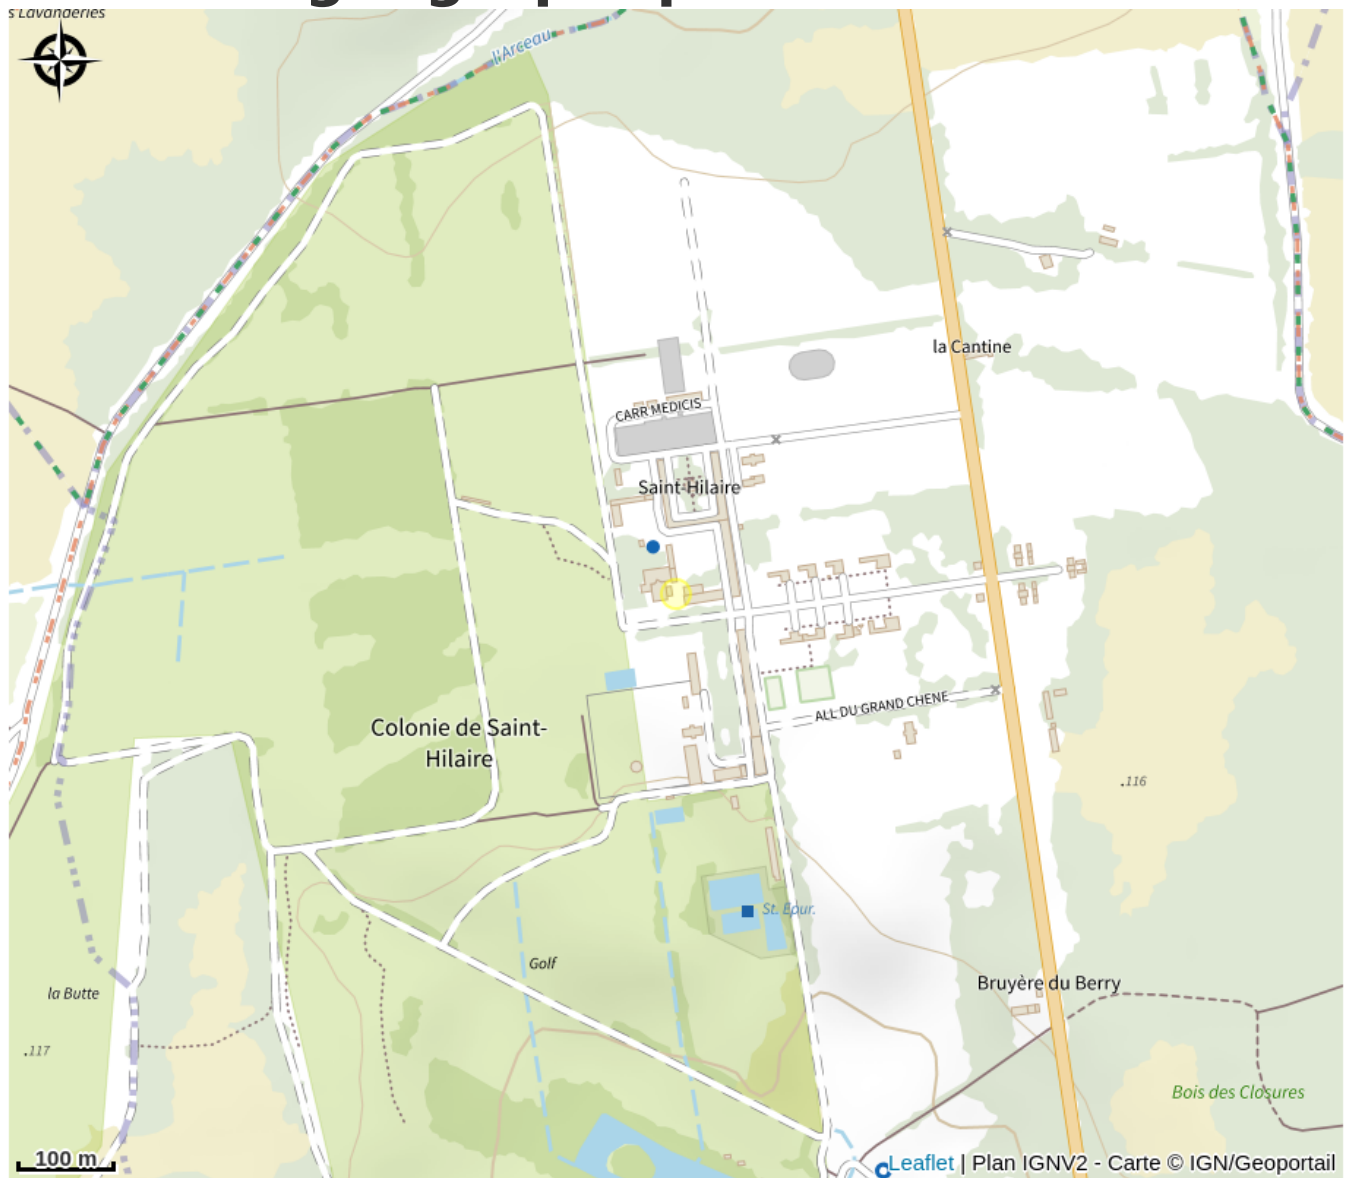 s Lavanderies
l'Arceau
la Cantine
CARR MEDICIS
Saint-Hilaire
Colonie de Saint-
Hilaire
ALL DU GRAND CHENE
.116
St. Epur.
Golf
la Butte
Bruyère du Berry
.117
Bois des Closures
100 m
Leaflet | Plan IGNV2 - Carte © IGN/Geoportail